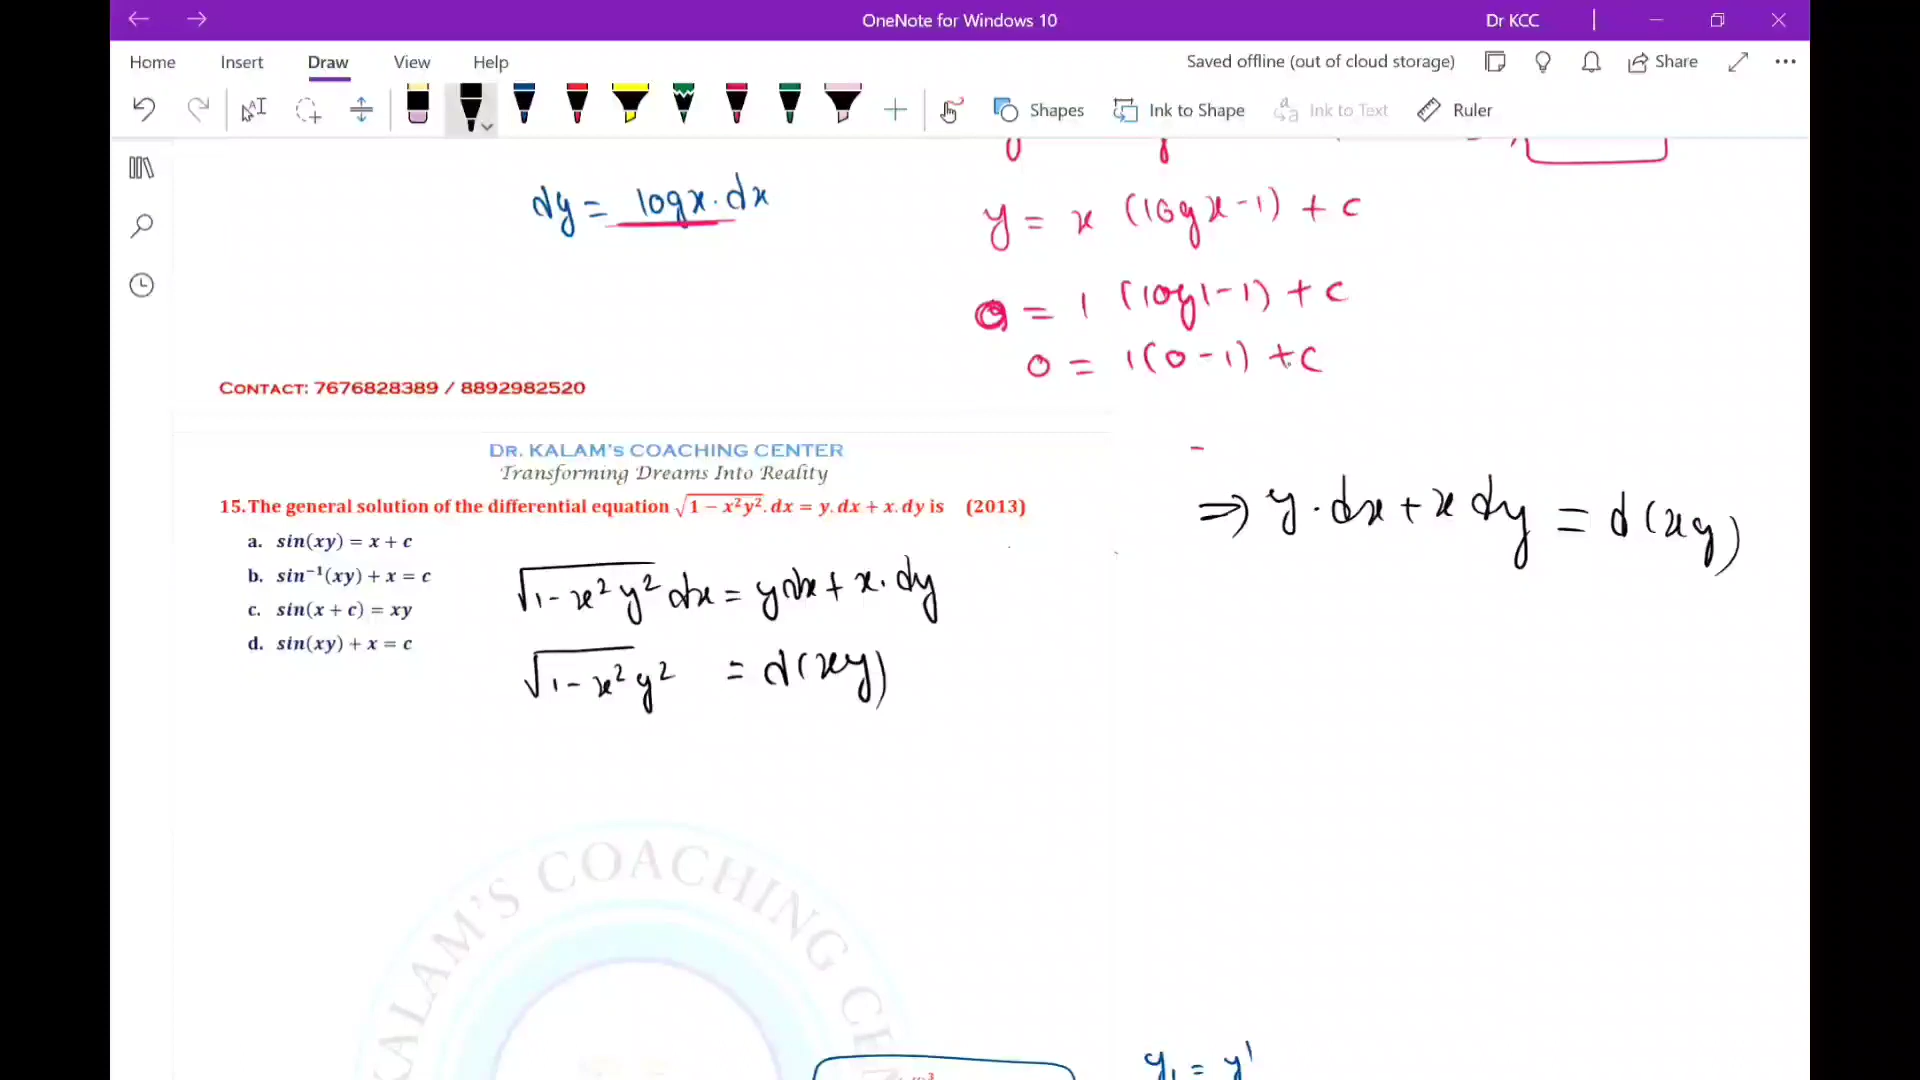 OneNote for Windows 10
Dr KCC
Home Insert Draw View Help
Saved offline (out of cloud storage)
Share
Shapes
Ink to Shape
Ink to Text
Ruler
dy = logx.dx
y = x (logx-1) + c
0 = 1 (log1-1) + c
0 = 1(0-1) + c
CONTACT: 7676828389 / 8892982520
DR. KALAM'S COACHING CENTER
Transforming Dreams Into Reality
15.The general solution of the differential equation √1 − x²y².dx = y.dx + x.dy is (2013)
a. sin(xy) = x + c
b. sin⁻¹(xy) + x = c
c. sin(x + c) = xy
d. sin(xy) + x = c
√1-x²y² dx = ydx + x.dy
√1-x²y² = d(xy)
⇒ y.dx + x dy = d(xy)
KALAM'S COACHING CE
y₁ = y'